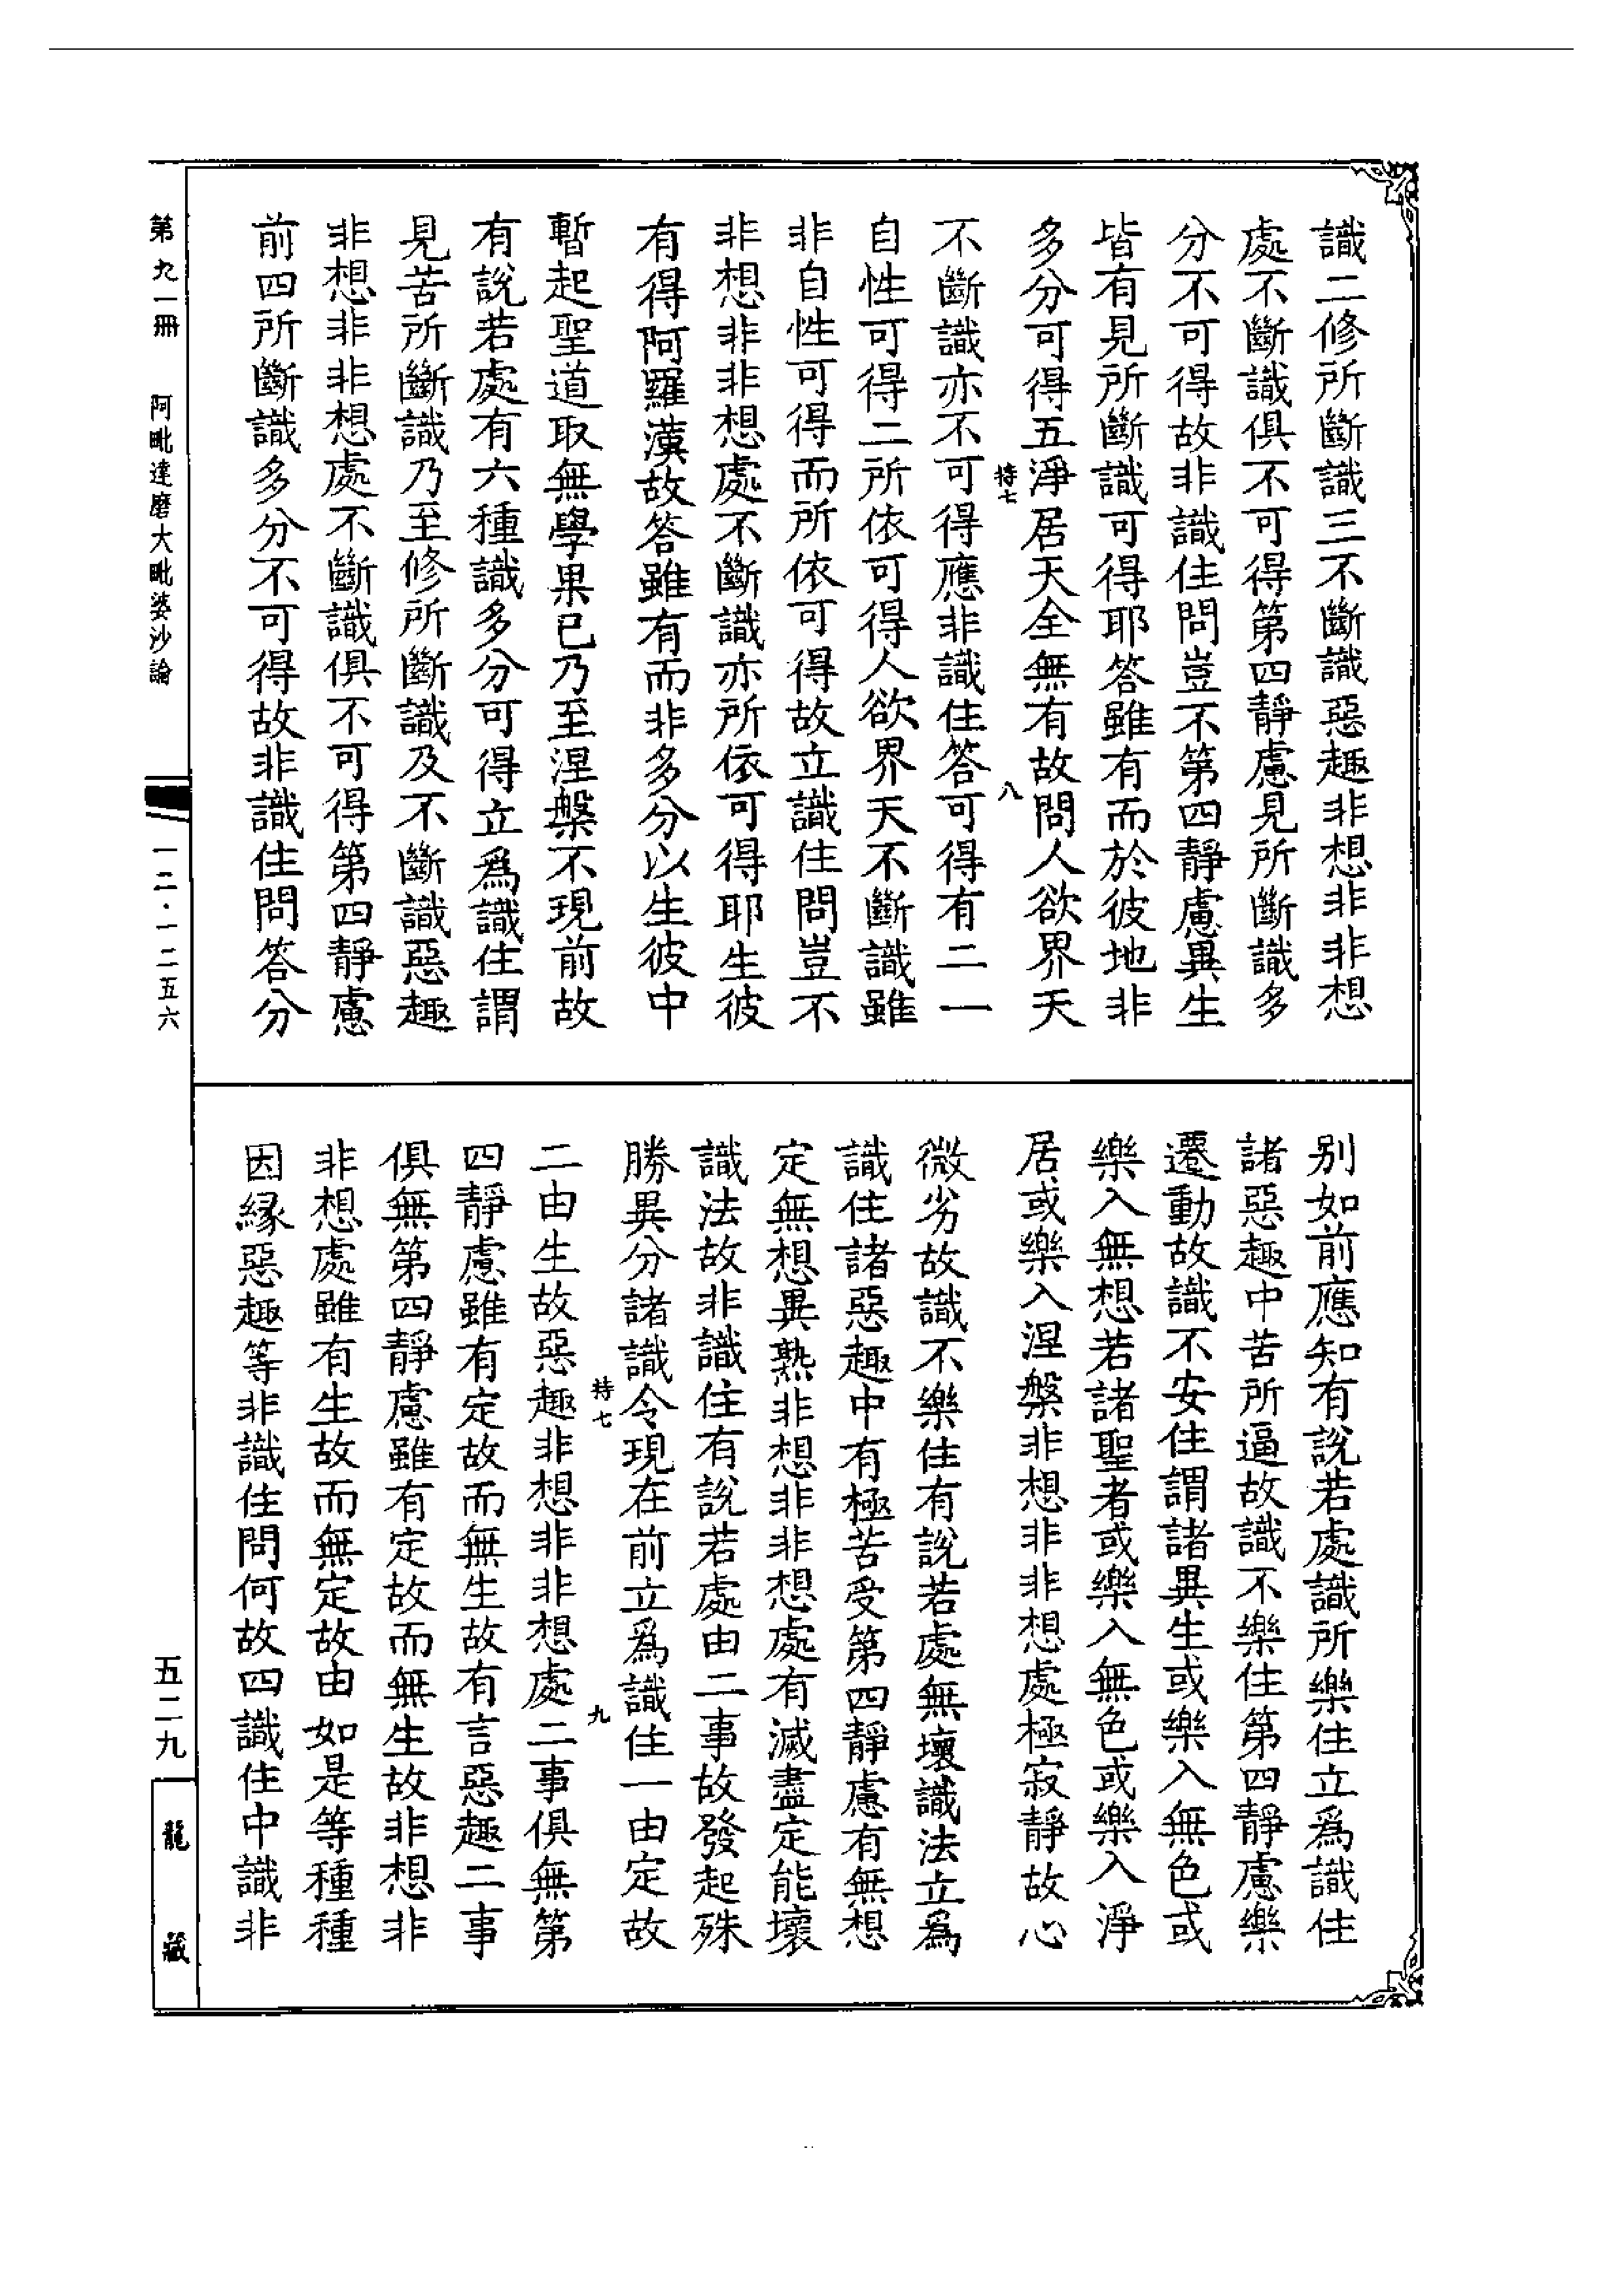 識二修所斷識三不斷識惡趣非想非非想
處不斷識俱不可得第四靜慮見所斷識多
分不可得故非識住問豈不第四靜慮異生
皆有見所斷識可得耶答雖有而於彼地非
多分可得五淨居天全無有故問人欲界天
持七
八
不斷識亦不可得應非識住答可得有二一
自性可得二所依可得人欲界天不斷識雖
非自性可得而所依可得故立識住問豈不
非想非非想處不斷識亦所依可得耶生彼
有得阿羅漢故答雖有而非多分以生彼中
暫起聖道取無學果已乃至涅槃不現前故
有說若處有六種識多分可得立爲識住謂
見苦所斷識乃至修所斷識及不斷識惡趣
非想非非想處不斷識俱不可得第四靜慮
前四所斷識多分不可得故非識住問答分
别如前應知有說若處識所樂住立爲識住
諸惡趣中苦所逼故識不樂住第四靜慮樂
遷動故識不安住謂諸異生或樂入無色或
樂入無想若諸聖者或樂入無色或樂入淨
居或樂入涅槃非想非非想處極寂靜故心
微劣故識不樂住有說若處無壞識法立爲
識住諸惡趣中有極苦受第四靜慮有無想
定無想異熟非想非非想處有滅盡定能壞
識法故非識住有說若處由二事故發起殊
勝異分諸識令現在前立爲識住一由定故
持七
九
二由生故惡趣非想非非想處二事俱無第
四靜慮雖有定故而無生故有言惡趣二事
俱無第四靜慮雖有定故而無生故非想非
非想處雖有生故而無定故由如是等種種
因緣惡趣等非識住問何故四識住中識非
第九一冊 阿毗達磨大毗婆沙論 一二·一二五六
五二九
龍藏